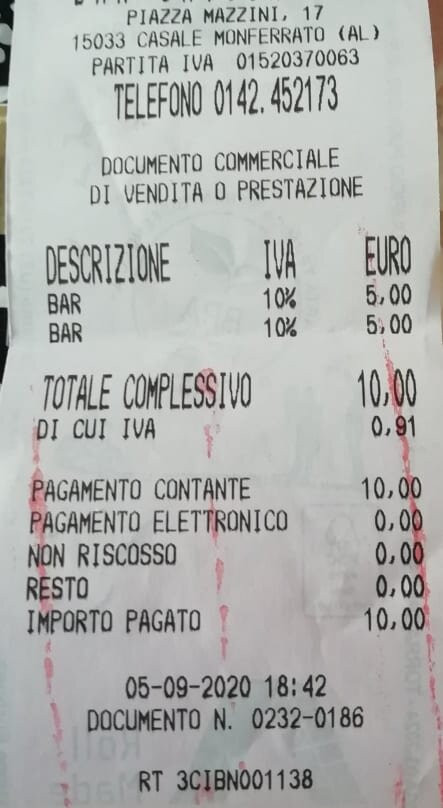 PIAZZA MAZZINI, 17
15033 CASALE MONFERRATO (AL)
PARTITA IVA 01520370063
TELEFONO 0142.452173
DOCUMENTO COMMERCIALE
DI VENDITA O PRESTAZIONE
DESCRIZIONE IVA EURO
BAR 10% 5,00
BAR 10% 5,00
TOTALE COMPLESSIVO 10,00
DI CUI IVA 0,91
PAGAMENTO CONTANTE 10,00
PAGAMENTO ELETTRONICO 0,00
NON RISCOSSO 0,00
RESTO 0,00
IMPORTO PAGATO 10,00
05-09-2020 18:42
DOCUMENTO N. 0232-0186
RT 3CIBN001138